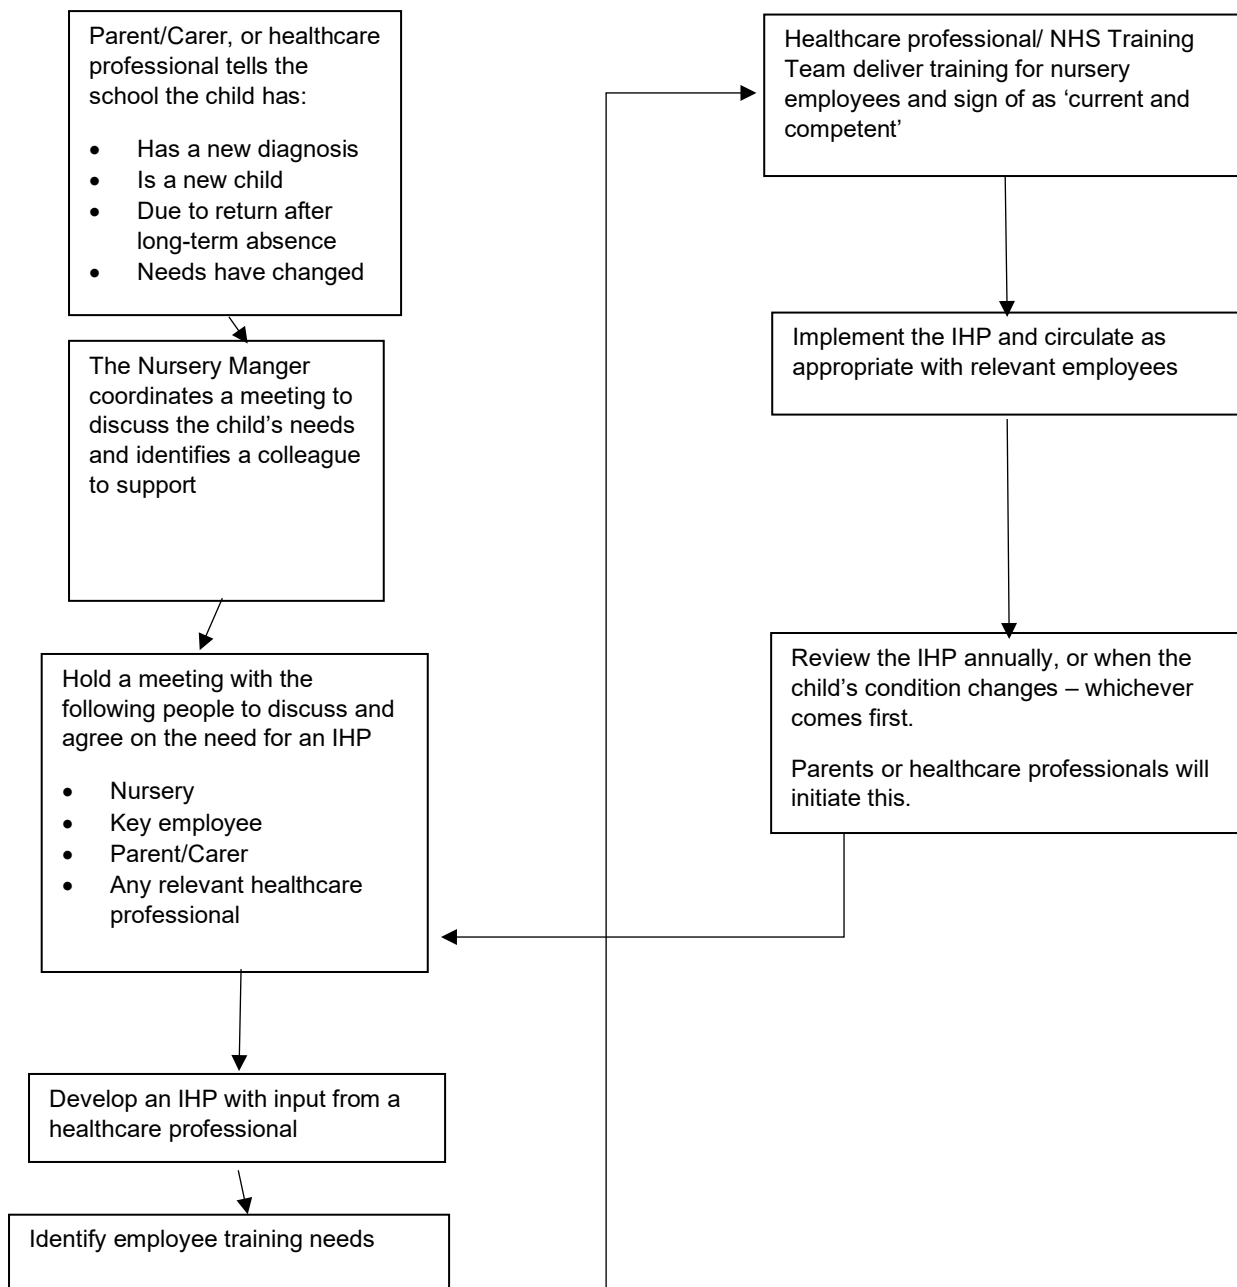 Parent/Carer, or healthcare
professional tells the
school the child has:
• Has a new diagnosis
• Is a new child
• Due to return after
long-term absence
• Needs have changed
The Nursery Manger
coordinates a meeting to
discuss the child’s needs
and identifies a colleague
to support
Hold a meeting with the
following people to discuss and
agree on the need for an IHP
• Nursery
• Key employee
• Parent/Carer
• Any relevant healthcare
professional
Develop an IHP with input from a
healthcare professional
Identify employee training needs
Healthcare professional/ NHS Training
Team deliver training for nursery
employees and sign of as ‘current and
competent’
Implement the IHP and circulate as
appropriate with relevant employees
Review the IHP annually, or when the
child’s condition changes – whichever
comes first.
Parents or healthcare professionals will
initiate this.